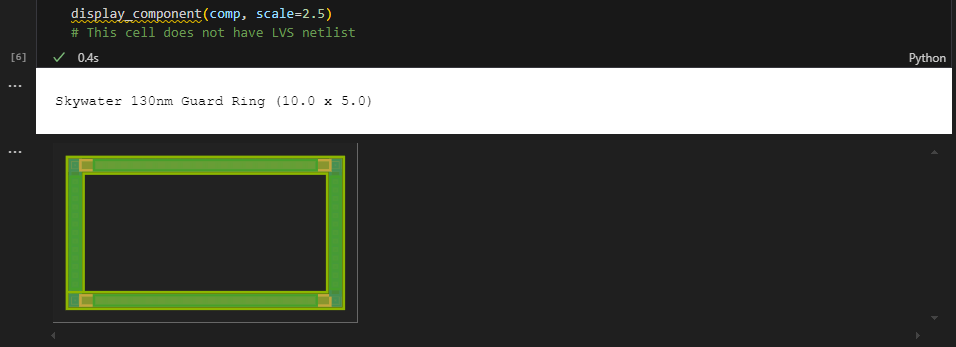 display_component(comp, scale=2.5)
# This cell does not have LVS netlist
[6]
0.4s
Python
Skywater 130nm Guard Ring (10.0 x 5.0)